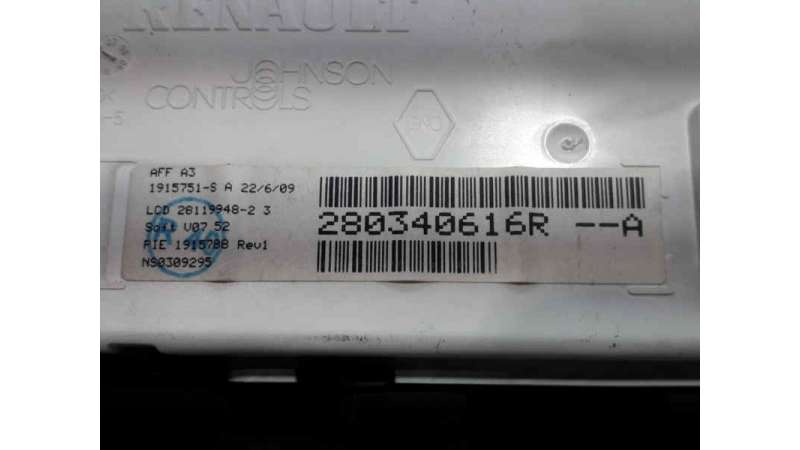 RENAULT
JOHNSON
CONTROLS
AFF A3
1915751-S A 22/6/09
LCD 28119948-2 3
Soft V07 52
PIE 1915788 Rev1
NS0309295
280340616R --A